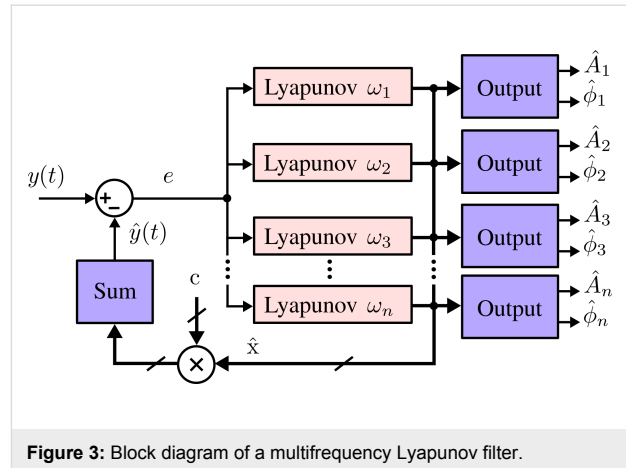 Lyapunov ω₁
Output
Â₁
ϕ̂₁
Lyapunov ω₂
Output
Â₂
ϕ̂₂
y(t)
+
−
e
ŷ(t)
Lyapunov ω₃
Output
Â₃
ϕ̂₃
Sum
c
Lyapunov ωₙ
Output
Âₙ
ϕ̂ₙ
×
x̂
Figure 3: Block diagram of a multifrequency Lyapunov filter.